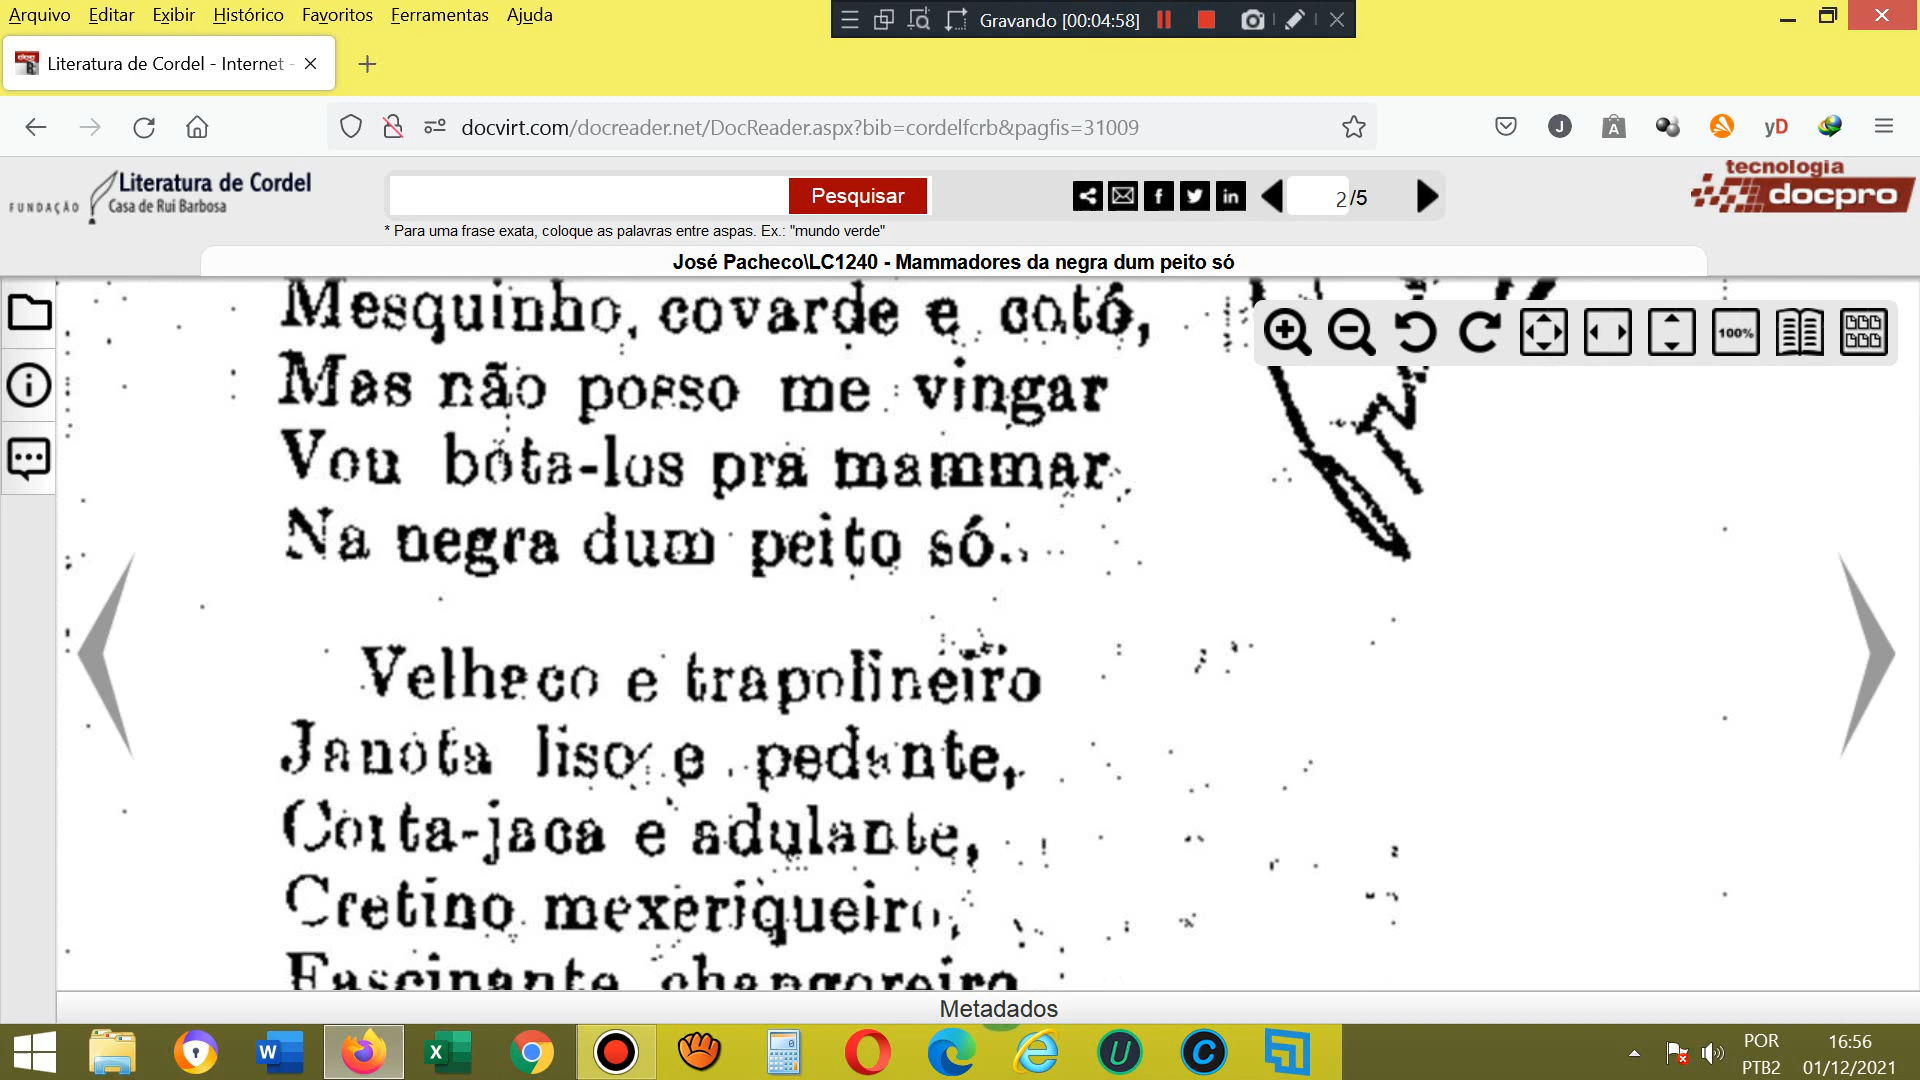 Arquivo Editar Exibir Histórico Favoritos Ferramentas Ajuda
Gravando [00:04:58]
Literatura de Cordel - Internet -
docvirt.com/docreader.net/DocReader.aspx?bib=cordelfcrb&pagfis=31009
FUNDAÇÃO
Literatura de Cordel
Casa de Rui Barbosa
Pesquisar
2/5
tecnologia
docpro
* Para uma frase exata, coloque as palavras entre aspas. Ex.: "mundo verde"
José Pacheco\LC1240 - Mammadores da negra dum peito só
100%
Mesquinho, covarde e cotó,
Mas não posso me vingar
Vou bota-los pra mammar
Na negra dum peito só.
Velhaco e trapolineiro
Janota liso e pedante,
Corta-jaca e adulante,
Cretino mexeriqueiro,
Fascinante
Metadados
POR
PTB2
16:56
01/12/2021